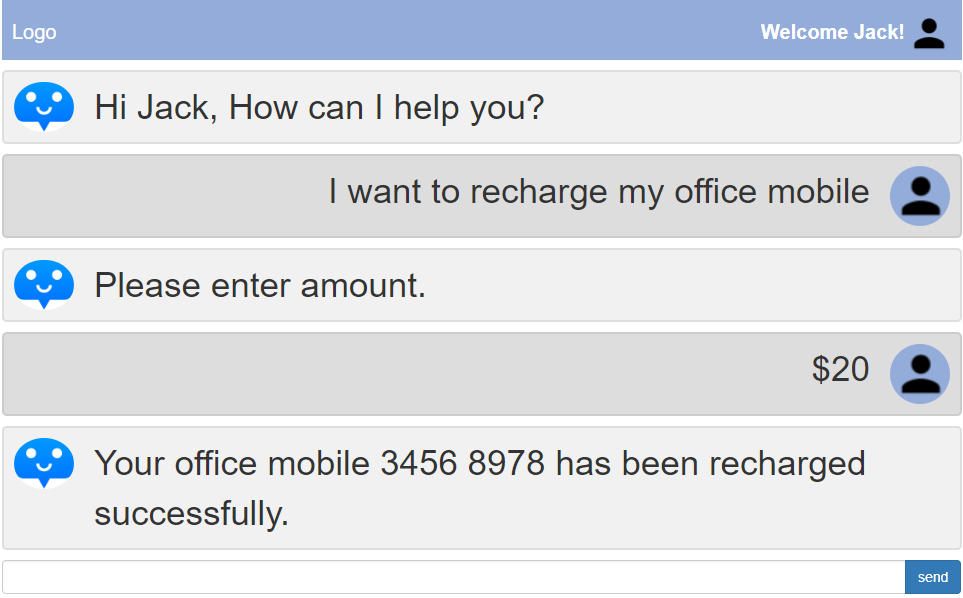 Logo
Welcome Jack!
Hi Jack, How can I help you?
I want to recharge my office mobile
Please enter amount.
$20
Your office mobile 3456 8978 has been recharged
successfully.
send